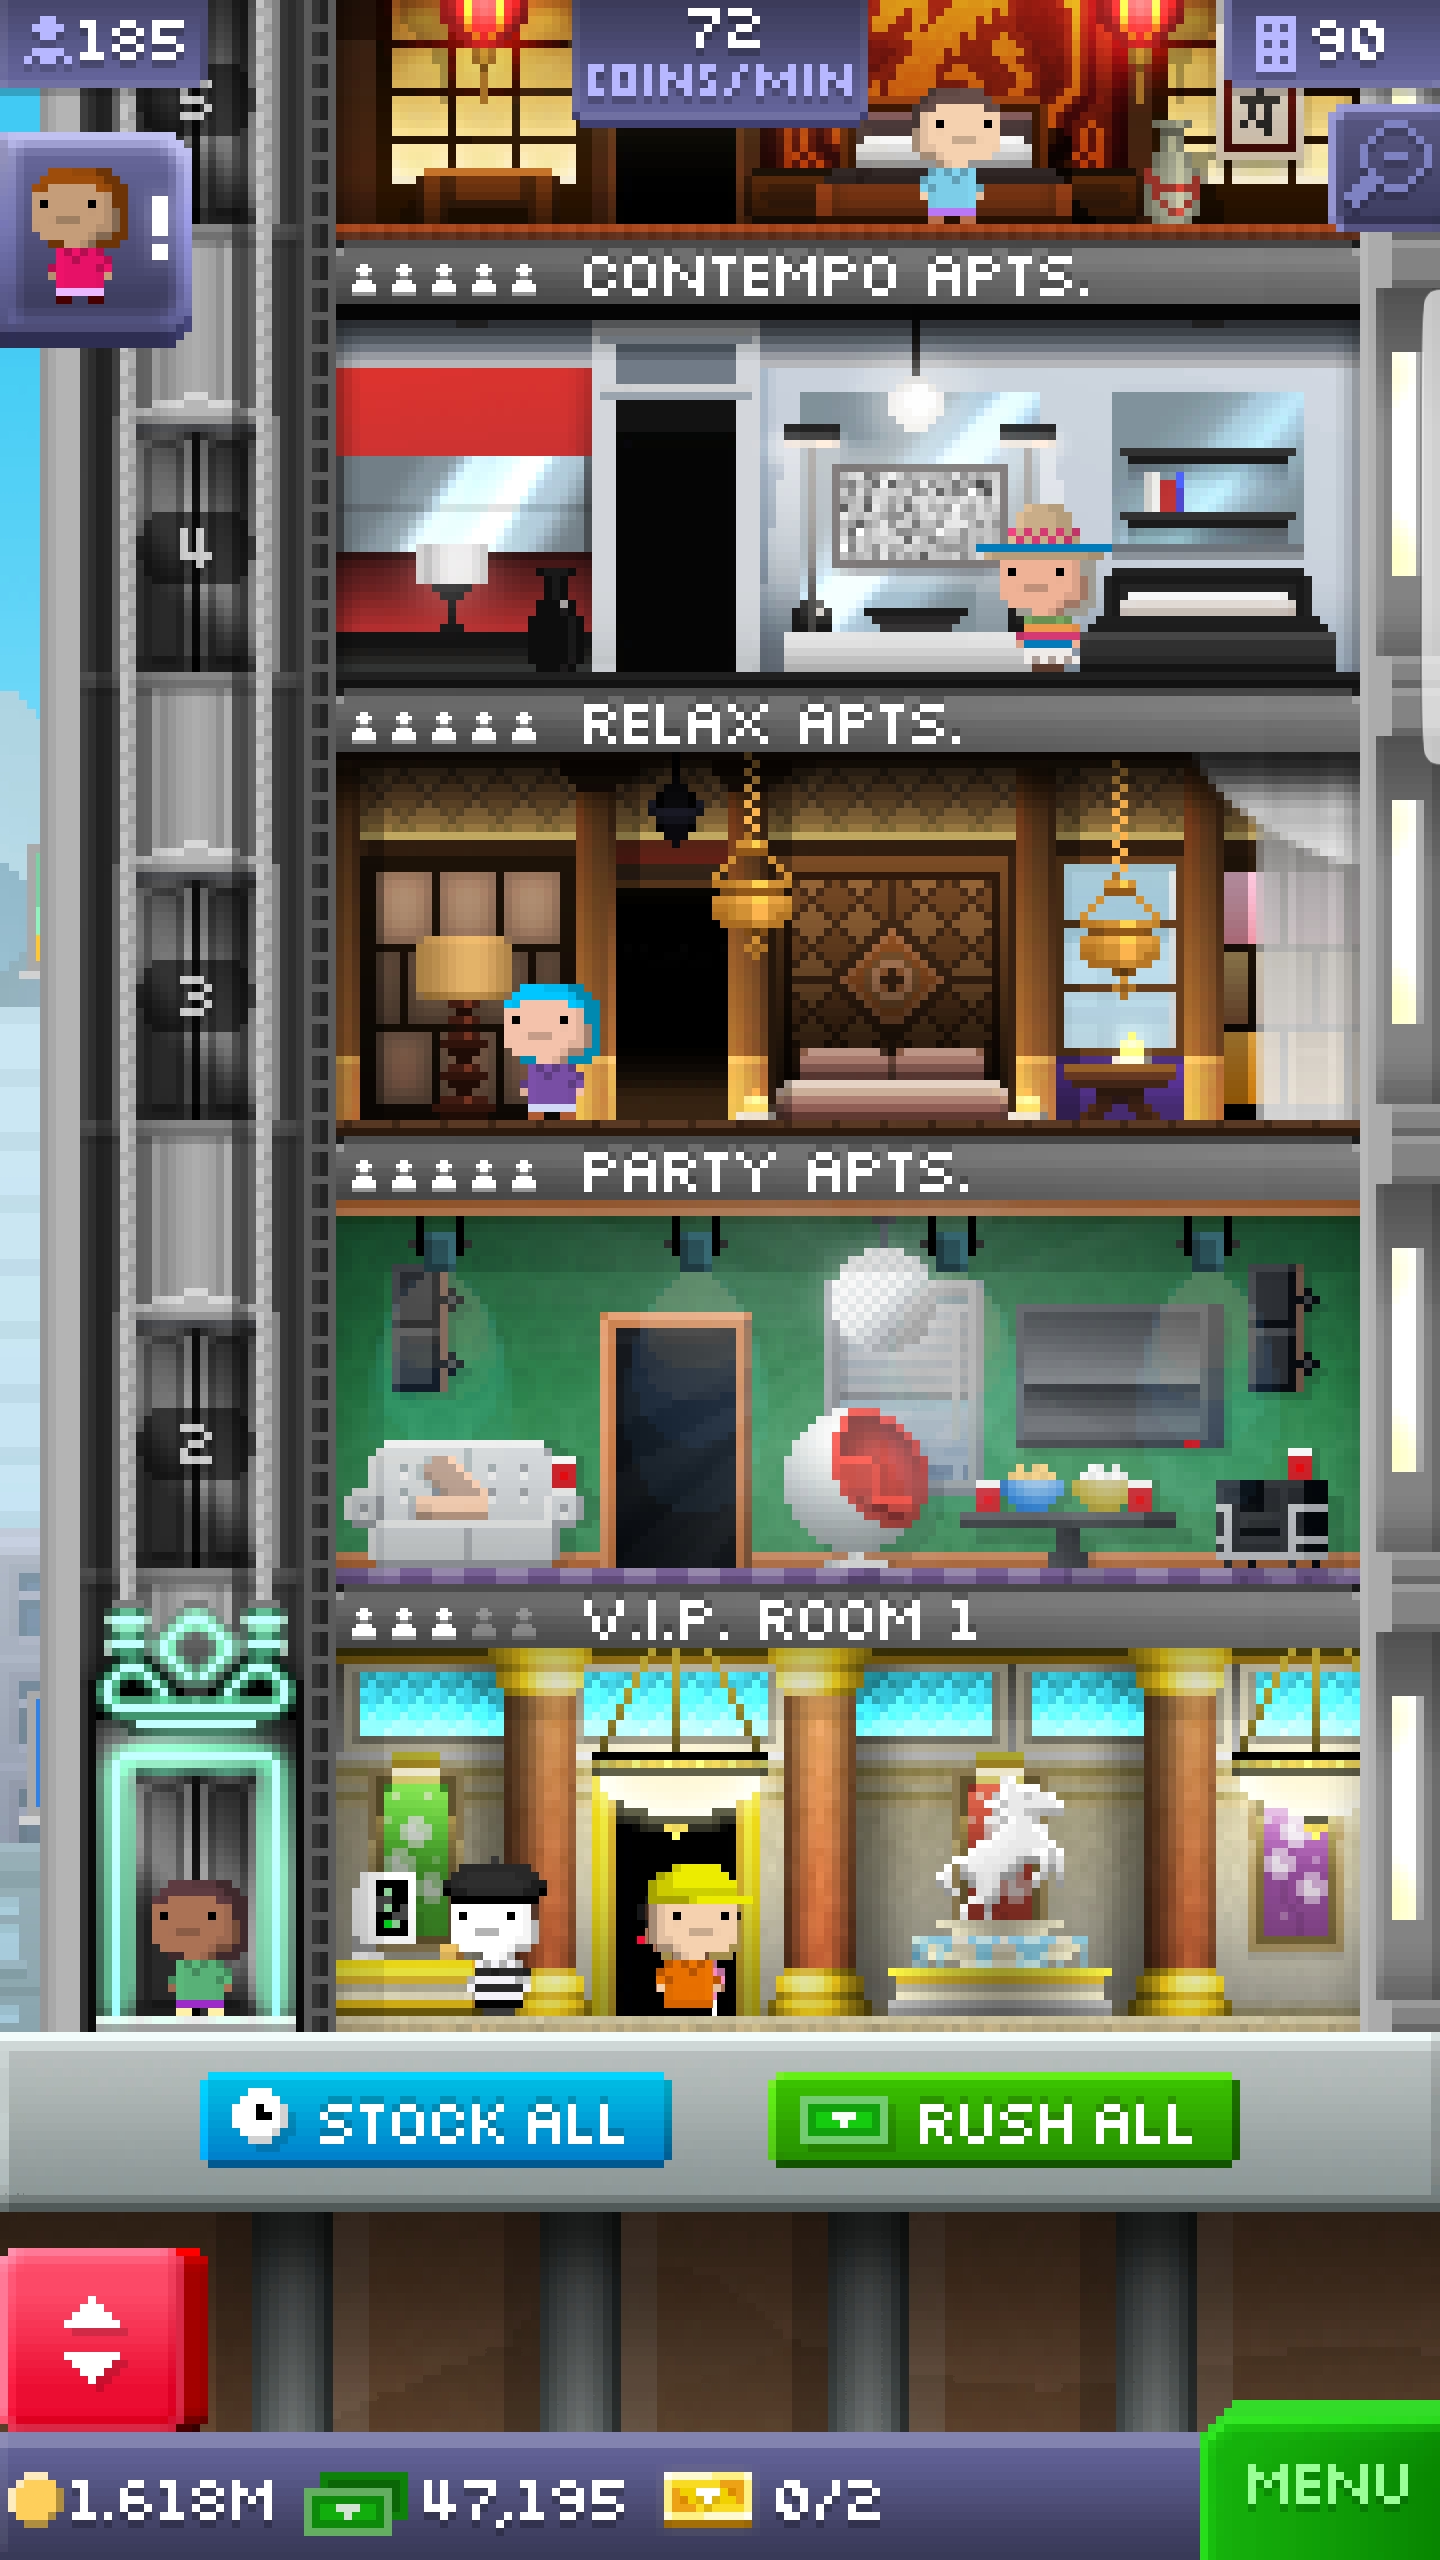 185
72
COINS/MIN
90
5
!
CONTEMPO APTS.
4
RELAX APTS.
3
PARTY APTS.
2
V.I.P. ROOM 1
STOCK ALL
RUSH ALL
1.618M
47,195
0/2
MENU